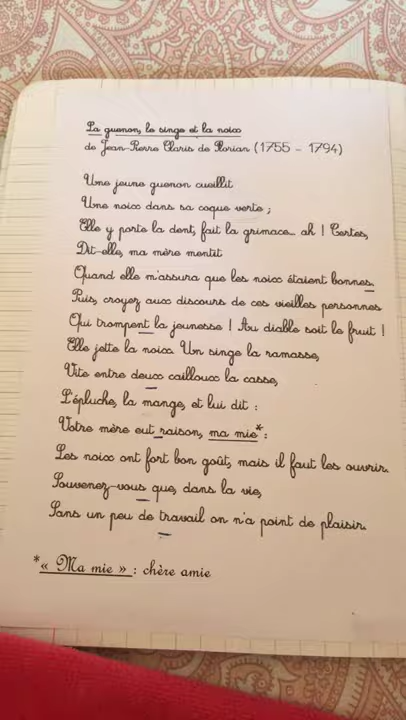 La guenon, le singe et la noix
de Jean-Pierre Claris de Florian (1755 - 1794)
Une jeune guenon cueillit
Une noix dans sa coque verte ;
Elle y porte la dent, fait la grimace... ah ! Certes,
Dit-elle, ma mère mentit
Quand elle m'assura que les noix étaient bonnes.
Puis, croyez aux discours de ces vieilles personnes
Qui trompent la jeunesse ! Au diable soit le fruit !
Elle jette la noix. Un singe la ramasse,
Vite entre deux cailloux la casse,
L'épluche, la mange, et lui dit :
Votre mère eut raison, ma mie* :
Les noix ont fort bon goût, mais il faut les ouvrir.
Souvenez-vous que, dans la vie,
Sans un peu de travail on n'a point de plaisir.
*« Ma mie » : chère amie